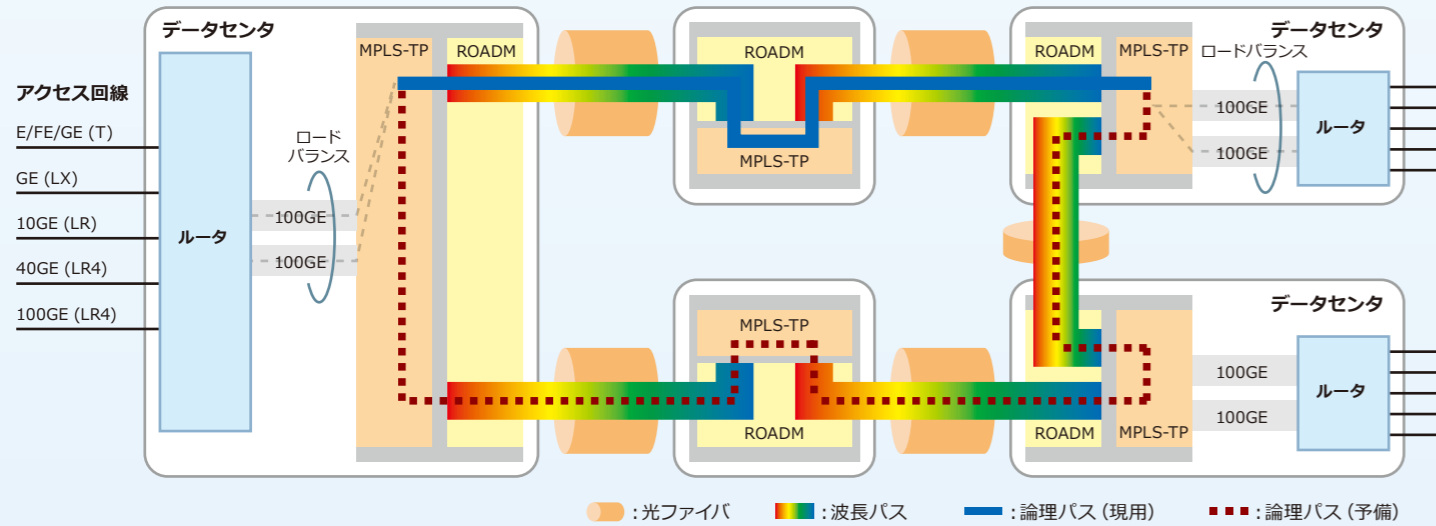 データセンタ
アクセス回線
E/FE/GE (T)
GE (LX)
10GE (LR)
40GE (LR4)
100GE (LR4)
ルータ
ロード
バランス
100GE
100GE
MPLS-TP
ROADM
ROADM
MPLS-TP
データセンタ
ROADM
MPLS-TP
ロードバランス
100GE
100GE
ルータ
MPLS-TP
ROADM
データセンタ
100GE
100GE
ルータ
ROADM
MPLS-TP
:光ファイバ
:波長パス
:論理パス(現用)
:論理パス(予備)